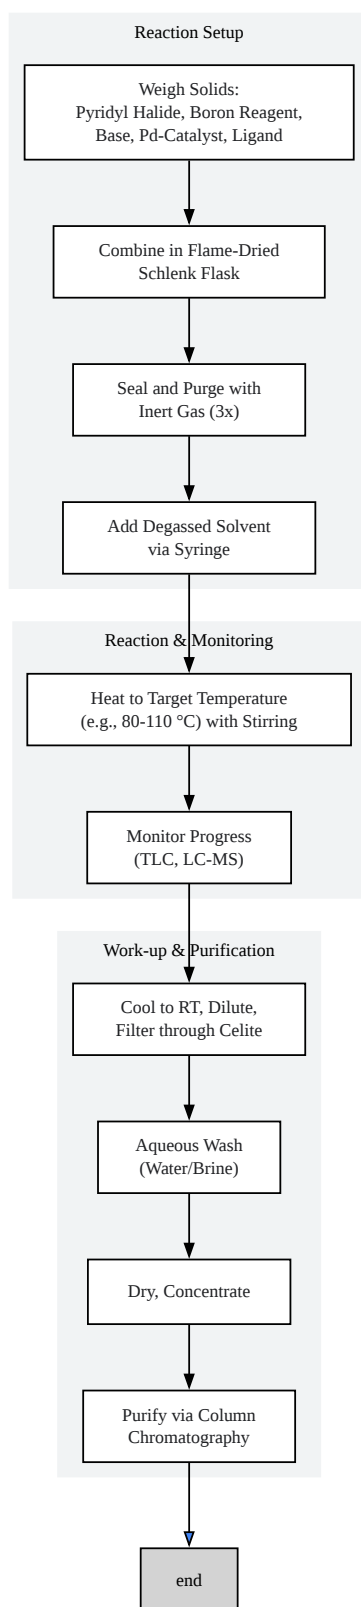 Reaction Setup
Weigh Solids:
Pyridyl Halide, Boron Reagent,
Base, Pd-Catalyst, Ligand
Combine in Flame-Dried
Schlenk Flask
Seal and Purge with
Inert Gas (3x)
Add Degassed Solvent
via Syringe
Reaction & Monitoring
Heat to Target Temperature
(e.g., 80-110 °C) with Stirring
Monitor Progress
(TLC, LC-MS)
Work-up & Purification
Cool to RT, Dilute,
Filter through Celite
Aqueous Wash
(Water/Brine)
Dry, Concentrate
Purify via Column
Chromatography
end